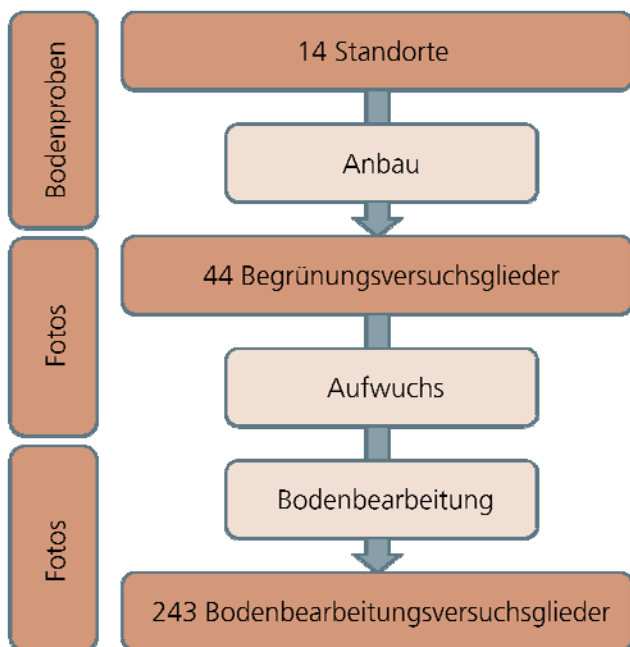 Bodenproben
14 Standorte
Anbau
Fotos
44 Begrünungsversuchsglieder
Aufwuchs
Fotos
Bodenbearbeitung
243 Bodenbearbeitungsversuchsglieder